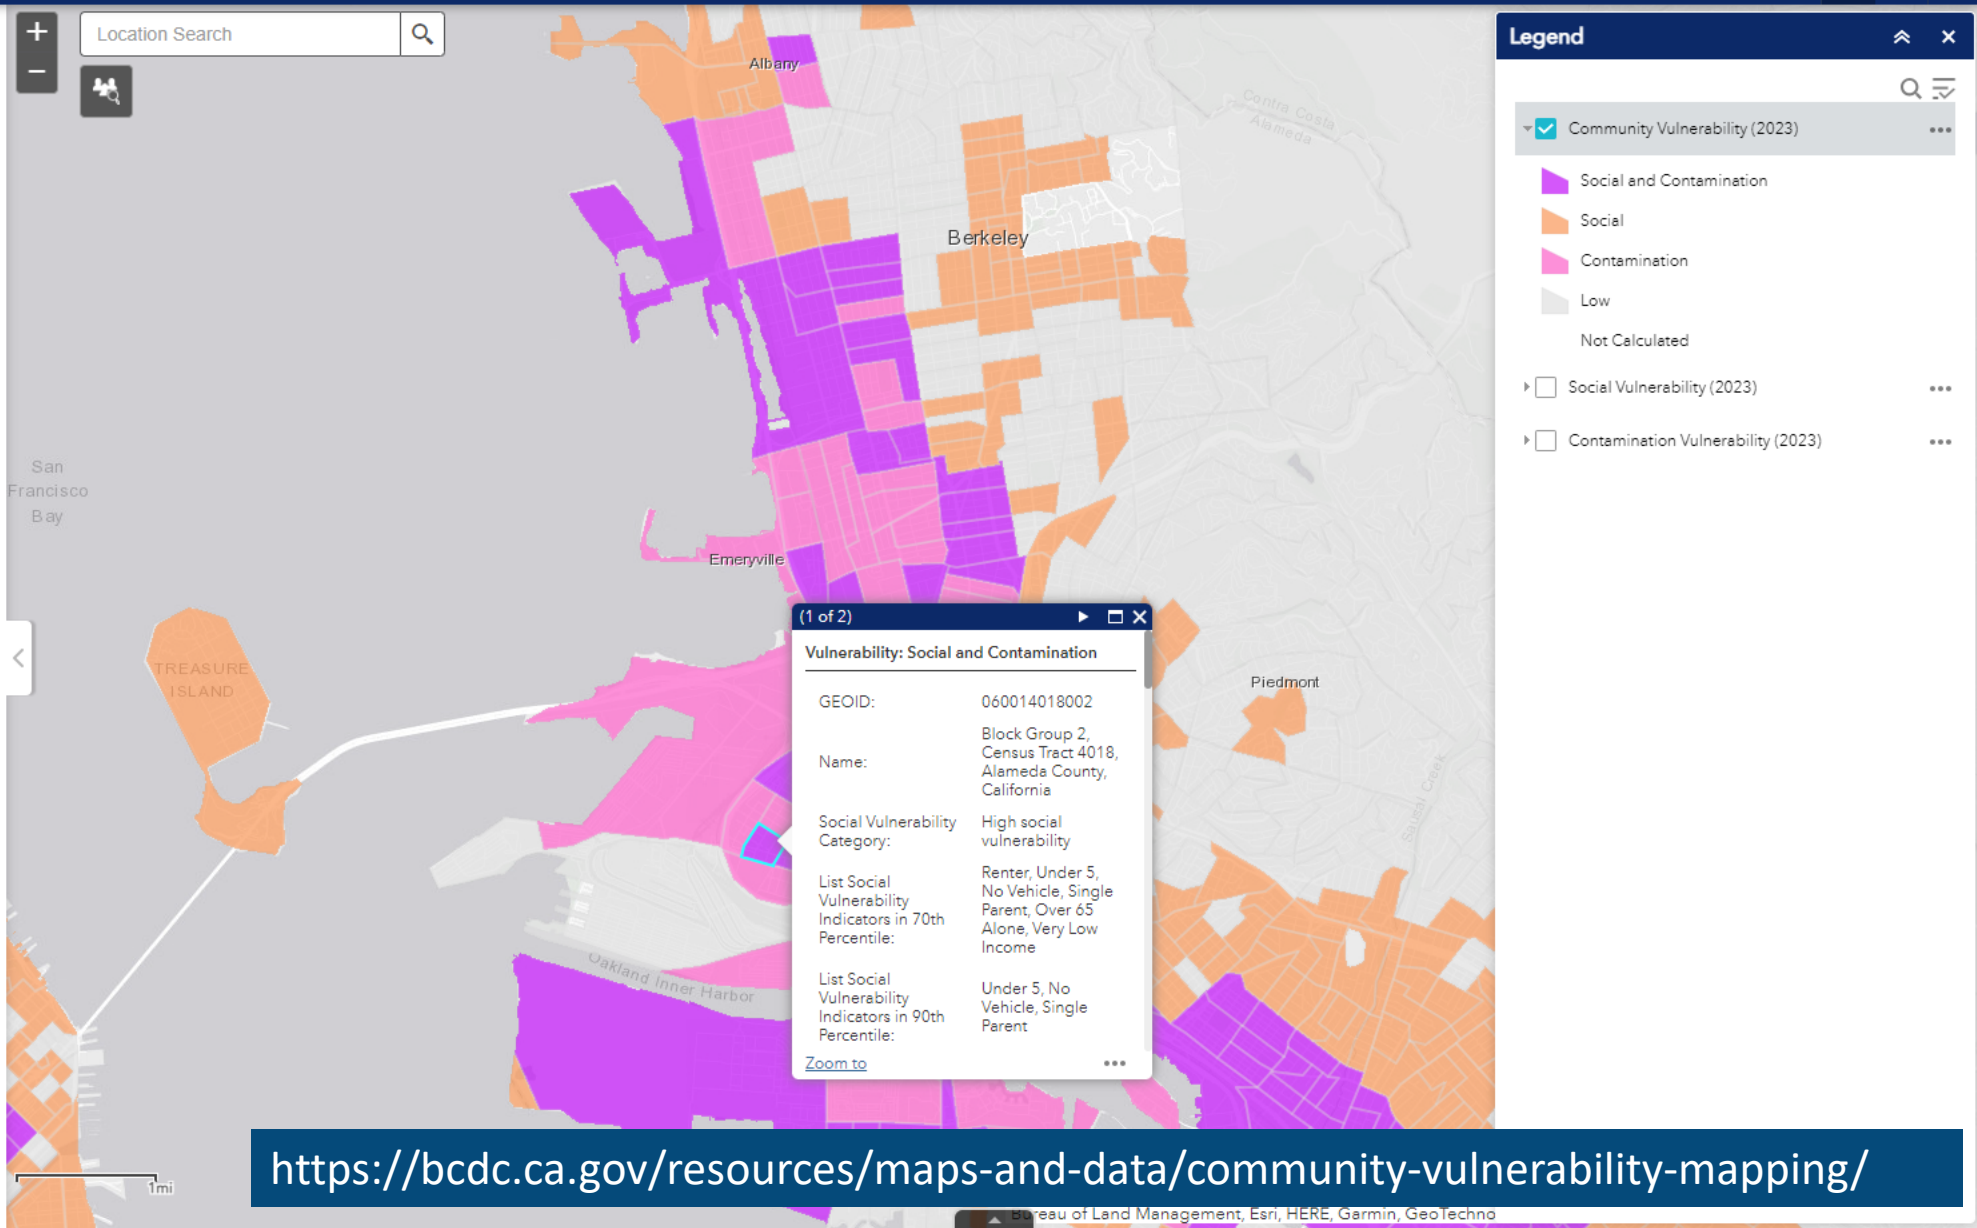 +
−
Location Search
Albany
Contra Costa
Alameda
Berkeley
San
Francisco
Bay
Emeryville
TREASURE
ISLAND
Piedmont
Sausal Creek
Oakland Inner Harbor
(1 of 2)
Vulnerability: Social and Contamination
GEOID:
060014018002
Name:
Block Group 2,
Census Tract 4018,
Alameda County,
California
Social Vulnerability
Category:
High social
vulnerability
List Social
Vulnerability
Indicators in 70th
Percentile:
Renter, Under 5,
No Vehicle, Single
Parent, Over 65
Alone, Very Low
Income
List Social
Vulnerability
Indicators in 90th
Percentile:
Under 5, No
Vehicle, Single
Parent
Zoom to
Legend
Community Vulnerability (2023)
Social and Contamination
Social
Contamination
Low
Not Calculated
Social Vulnerability (2023)
Contamination Vulnerability (2023)
https://bcdc.ca.gov/resources/maps-and-data/community-vulnerability-mapping/
1mi
Bureau of Land Management, Esri, HERE, Garmin, GeoTechno